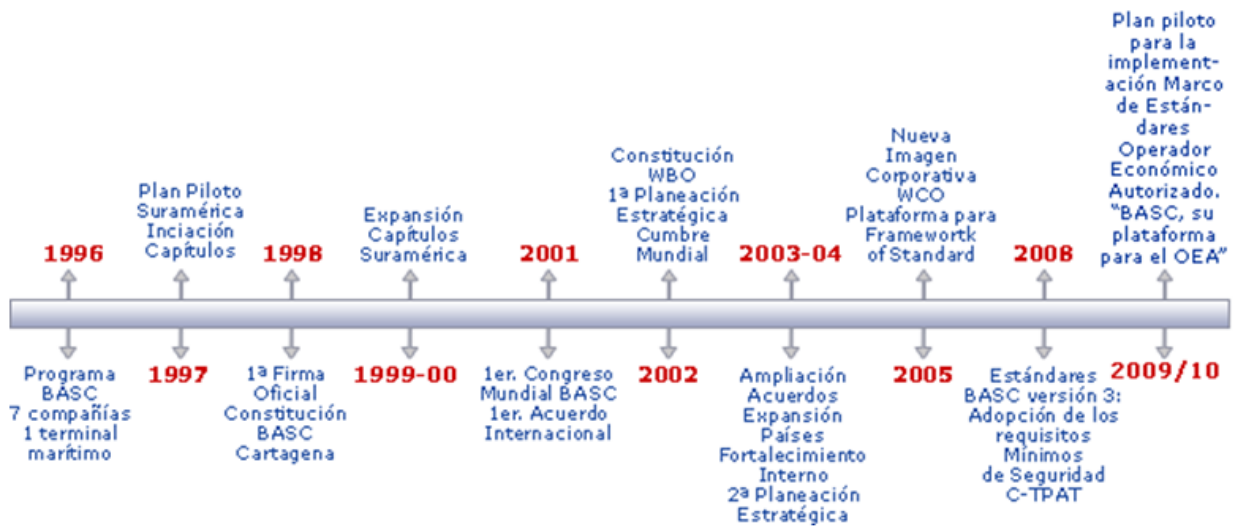 1996
Programa
BASC
7 compañías
1 terminal
marítimo
Plan Piloto
Suramérica
Inciación
Capítulos
1997
1998
1ª Firma
Oficial
Constitución
BASC
Cartagena
Expansión
Capítulos
Suramérica
1999-00
2001
1er. Congreso
Mundial BASC
1er. Acuerdo
Internacional
Constitución
WBO
1ª Planeación
Estratégica
Cumbre
Mundial
2002
2003-04
Ampliación
Acuerdos
Expansión
Países
Fortalecimiento
Interno
2ª Planeación
Estratégica
Nueva
Imagen
Corporativa
WCO
Plataforma para
Framewortk
of Standard
2005
2008
Estándares
BASC versión 3:
Adopción de los
requisitos
Mínimos
de Seguridad
C-TPAT
Plan piloto
para la
implement-
ación Marco
de Están-
dares
Operador
Económico
Autorizado.
"BASC, su
plataforma
para el OEA"
2009/10